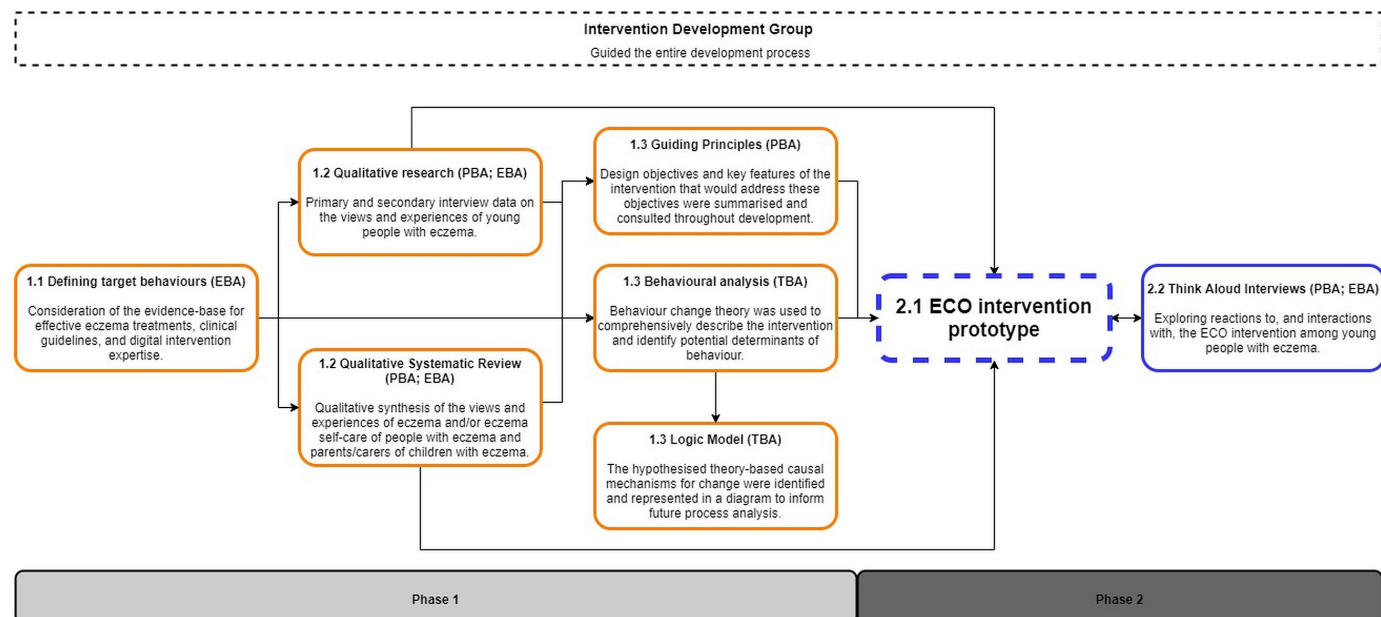 Intervention Development Group
Guided the entire development process
1.1 Defining target behaviours (EBA)
Consideration of the evidence-base for
effective eczema treatments, clinical
guidelines, and digital intervention
expertise.
1.2 Qualitative research (PBA; EBA)
Primary and secondary interview data on
the views and experiences of young
people with eczema.
1.2 Qualitative Systematic Review
(PBA; EBA)
Qualitative synthesis of the views and
experiences of eczema and/or eczema
self-care of people with eczema and
parents/carers of children with eczema.
1.3 Guiding Principles (PBA)
Design objectives and key features of the
intervention that would address these
objectives were summarised and
consulted throughout development.
1.3 Behavioural analysis (TBA)
Behaviour change theory was used to
comprehensively describe the intervention
and identify potential determinants of
behaviour.
1.3 Logic Model (TBA)
The hypothesised theory-based causal
mechanisms for change were identified
and represented in a diagram to inform
future process analysis.
2.1 ECO intervention
prototype
2.2 Think Aloud Interviews (PBA; EBA)
Exploring reactions to, and interactions
with, the ECO intervention among young
people with eczema.
Phase 1
Phase 2